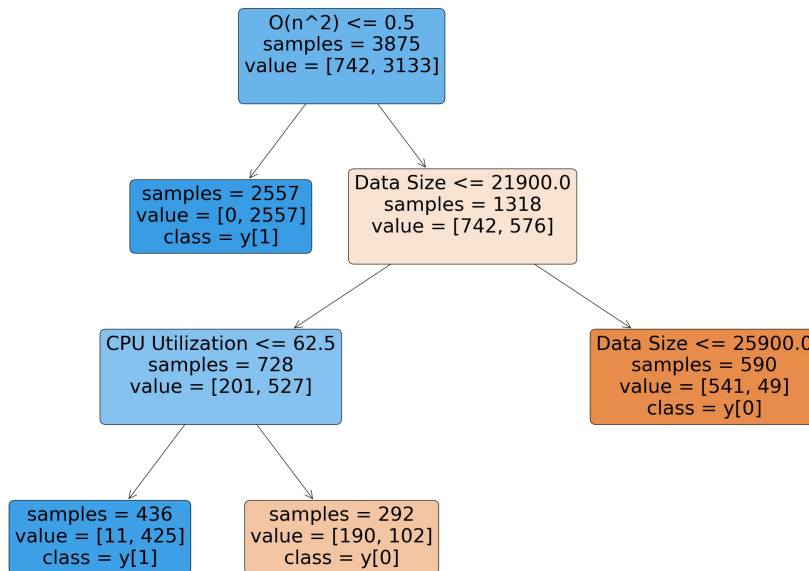 O(n^2) <= 0.5
samples = 3875
value = [742, 3133]
samples = 2557
value = [0, 2557]
class = y[1]
Data Size <= 21900.0
samples = 1318
value = [742, 576]
CPU Utilization <= 62.5
samples = 728
value = [201, 527]
Data Size <= 25900.0
samples = 590
value = [541, 49]
class = y[0]
samples = 436
value = [11, 425]
class = y[1]
samples = 292
value = [190, 102]
class = y[0]